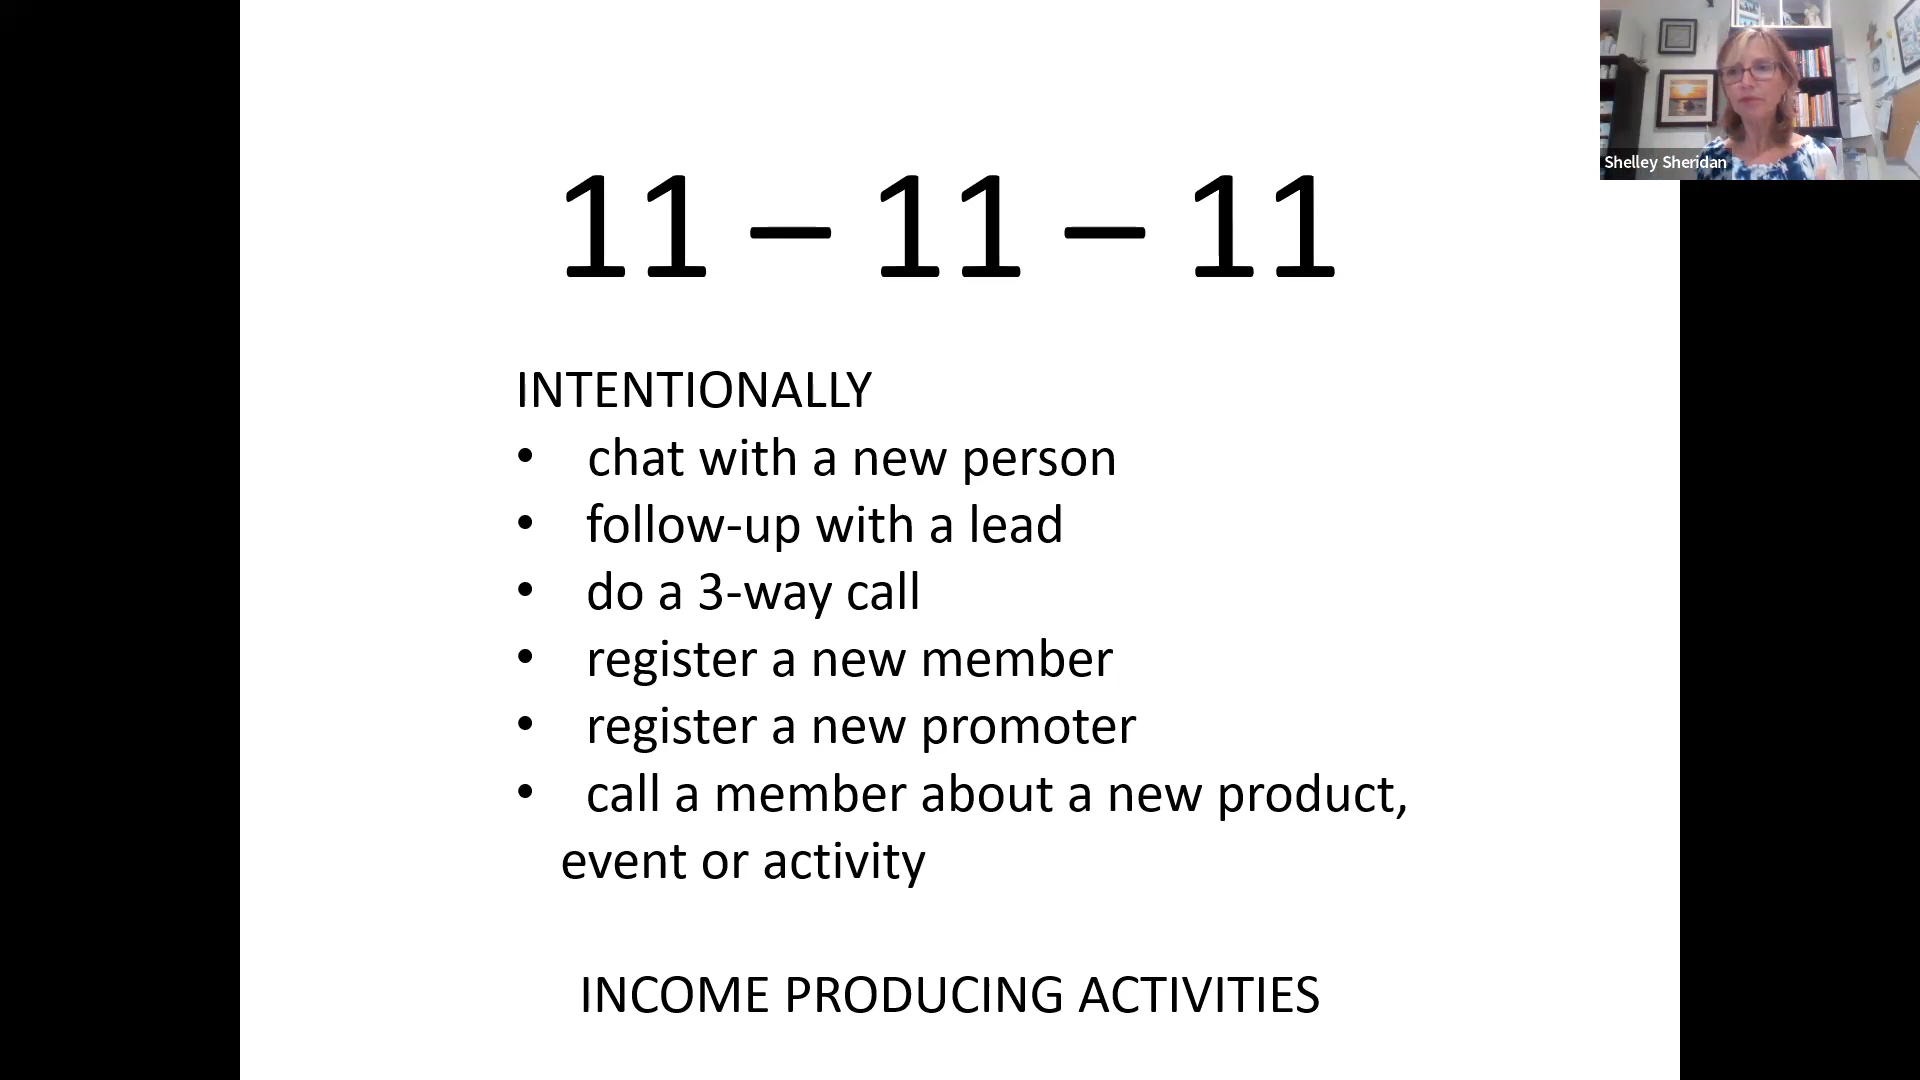 11 – 11 – 11
Shelley Sheridan
INTENTIONALLY
• chat with a new person
• follow-up with a lead
• do a 3-way call
• register a new member
• register a new promoter
• call a member about a new product,
event or activity
INCOME PRODUCING ACTIVITIES